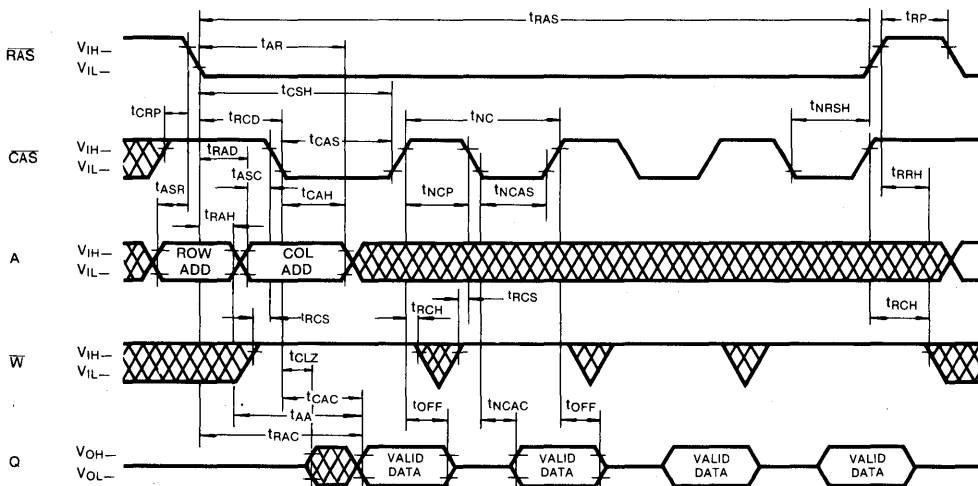 tRAS
tRP
tAR
RAS
VIH
VIL
tCSH
tCRP
tRCD
tNC
tNRSH
CAS
VIH
VIL
tRAD
tCAS
tASC
tASR
tNCP
tNCAS
tRRH
tCAH
tRAH
A
VIH
VIL
ROW
ADD
COL
ADD
tRCS
tRCH
tRCS
tRCH
W
VIH
VIL
tCLZ
tCAC
tAA
tRAC
tOFF
tNCAC
tOFF
Q
VOH
VOL
VALID
DATA
VALID
DATA
VALID
DATA
VALID
DATA